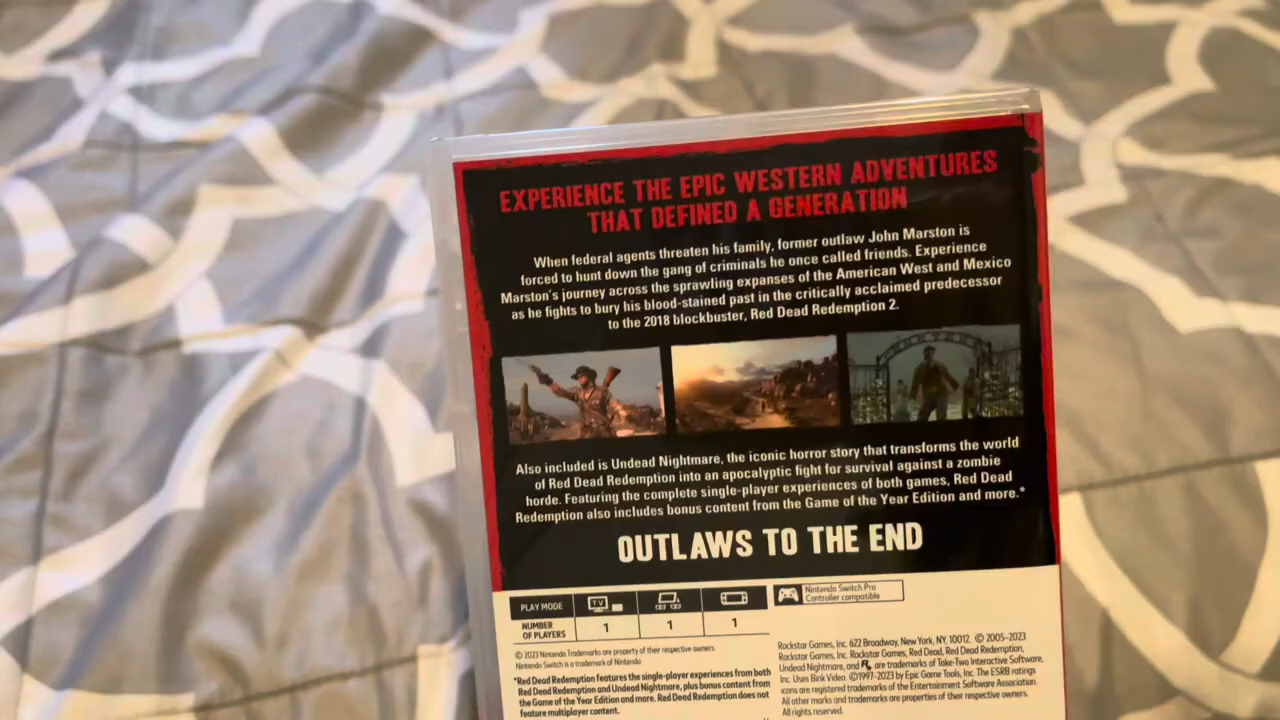 EXPERIENCE THE EPIC WESTERN ADVENTURES
THAT DEFINED A GENERATION
When federal agents threaten his family, former outlaw John Marston is
forced to hunt down the gang of criminals he once called friends. Experience
Marston's journey across the sprawling expanses of the American West and Mexico
as he fights to bury his blood-stained past in the critically acclaimed predecessor
to the 2018 blockbuster, Red Dead Redemption 2.
Also included is Undead Nightmare, the iconic horror story that transforms the world
of Red Dead Redemption into an apocalyptic fight for survival against a zombie
horde. Featuring the complete single-player experiences of both games, Red Dead
Redemption also includes bonus content from the Game of the Year Edition and more.*
OUTLAWS TO THE END
PLAY MODE
TV
NUMBER
OF PLAYERS
1
1
1
Nintendo Switch Pro
Controller compatible
© 2023 Nintendo Trademarks are property of their respective owners.
Nintendo Switch is a trademark of Nintendo
*Red Dead Redemption features the single-player experiences from both
Red Dead Redemption and Undead Nightmare, plus bonus content from
the Game of the Year Edition and more. Red Dead Redemption does not
feature multiplayer content.
Rockstar Games, Inc. 622 Broadway, New York, NY, 10012. © 2005-2023
Rockstar Games, Inc. Rockstar Games, Red Dead, Red Dead Redemption,
Undead Nightmare, and R are trademarks of Take-Two Interactive Software,
Inc. Uses Bink Video. ©1997-2023 by Epic Game Tools, Inc. The ESRB ratings
icons are registered trademarks of the Entertainment Software Association.
All other marks and trademarks are properties of their respective owners.
All rights reserved.